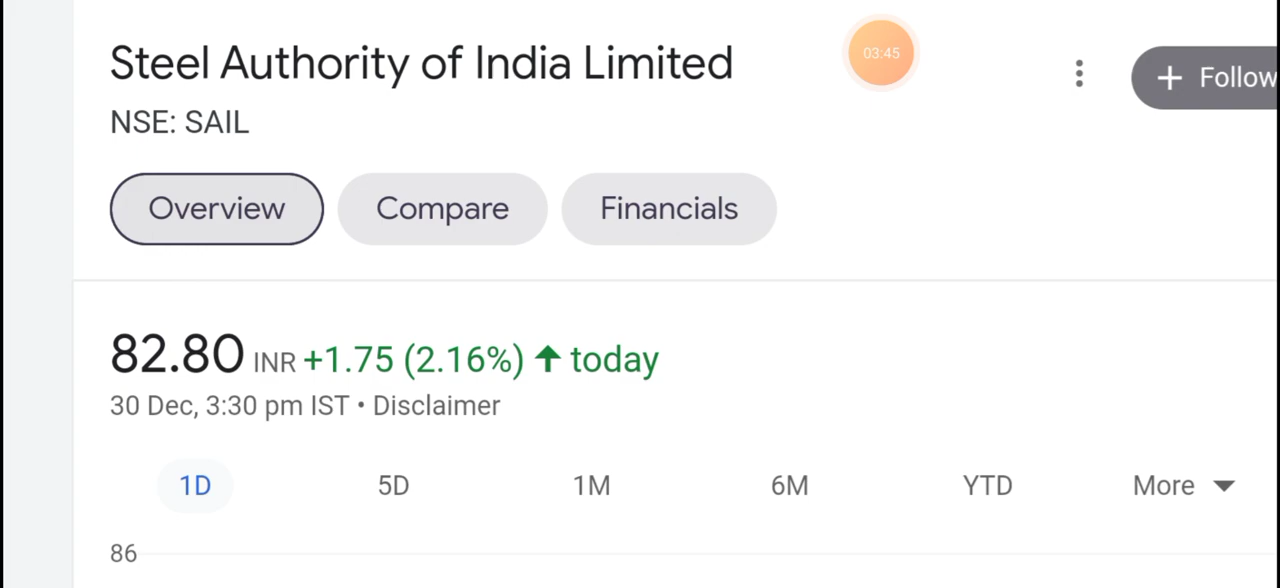 Steel Authority of India Limited
03:45
+ Follow
NSE: SAIL
Overview
Compare
Financials
82.80 INR +1.75 (2.16%) ↑ today
30 Dec, 3:30 pm IST • Disclaimer
1D
5D
1M
6M
YTD
More
86